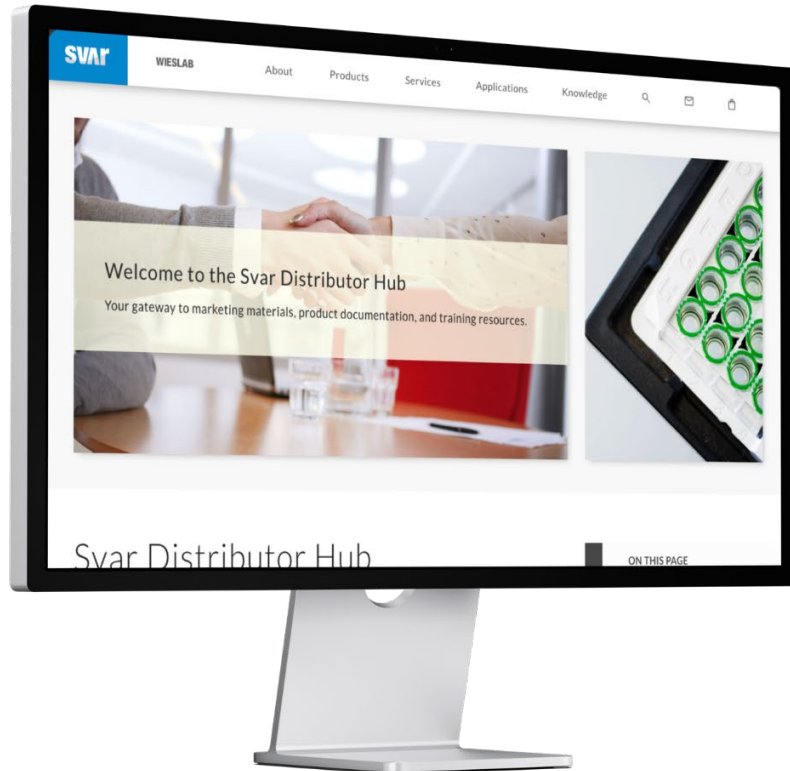 svar
WIESLAB
About
Products
Services
Applications
Knowledge
Welcome to the Svar Distributor Hub
Your gateway to marketing materials, product documentation, and training resources.
Svar Distributor Hub
ON THIS PAGE